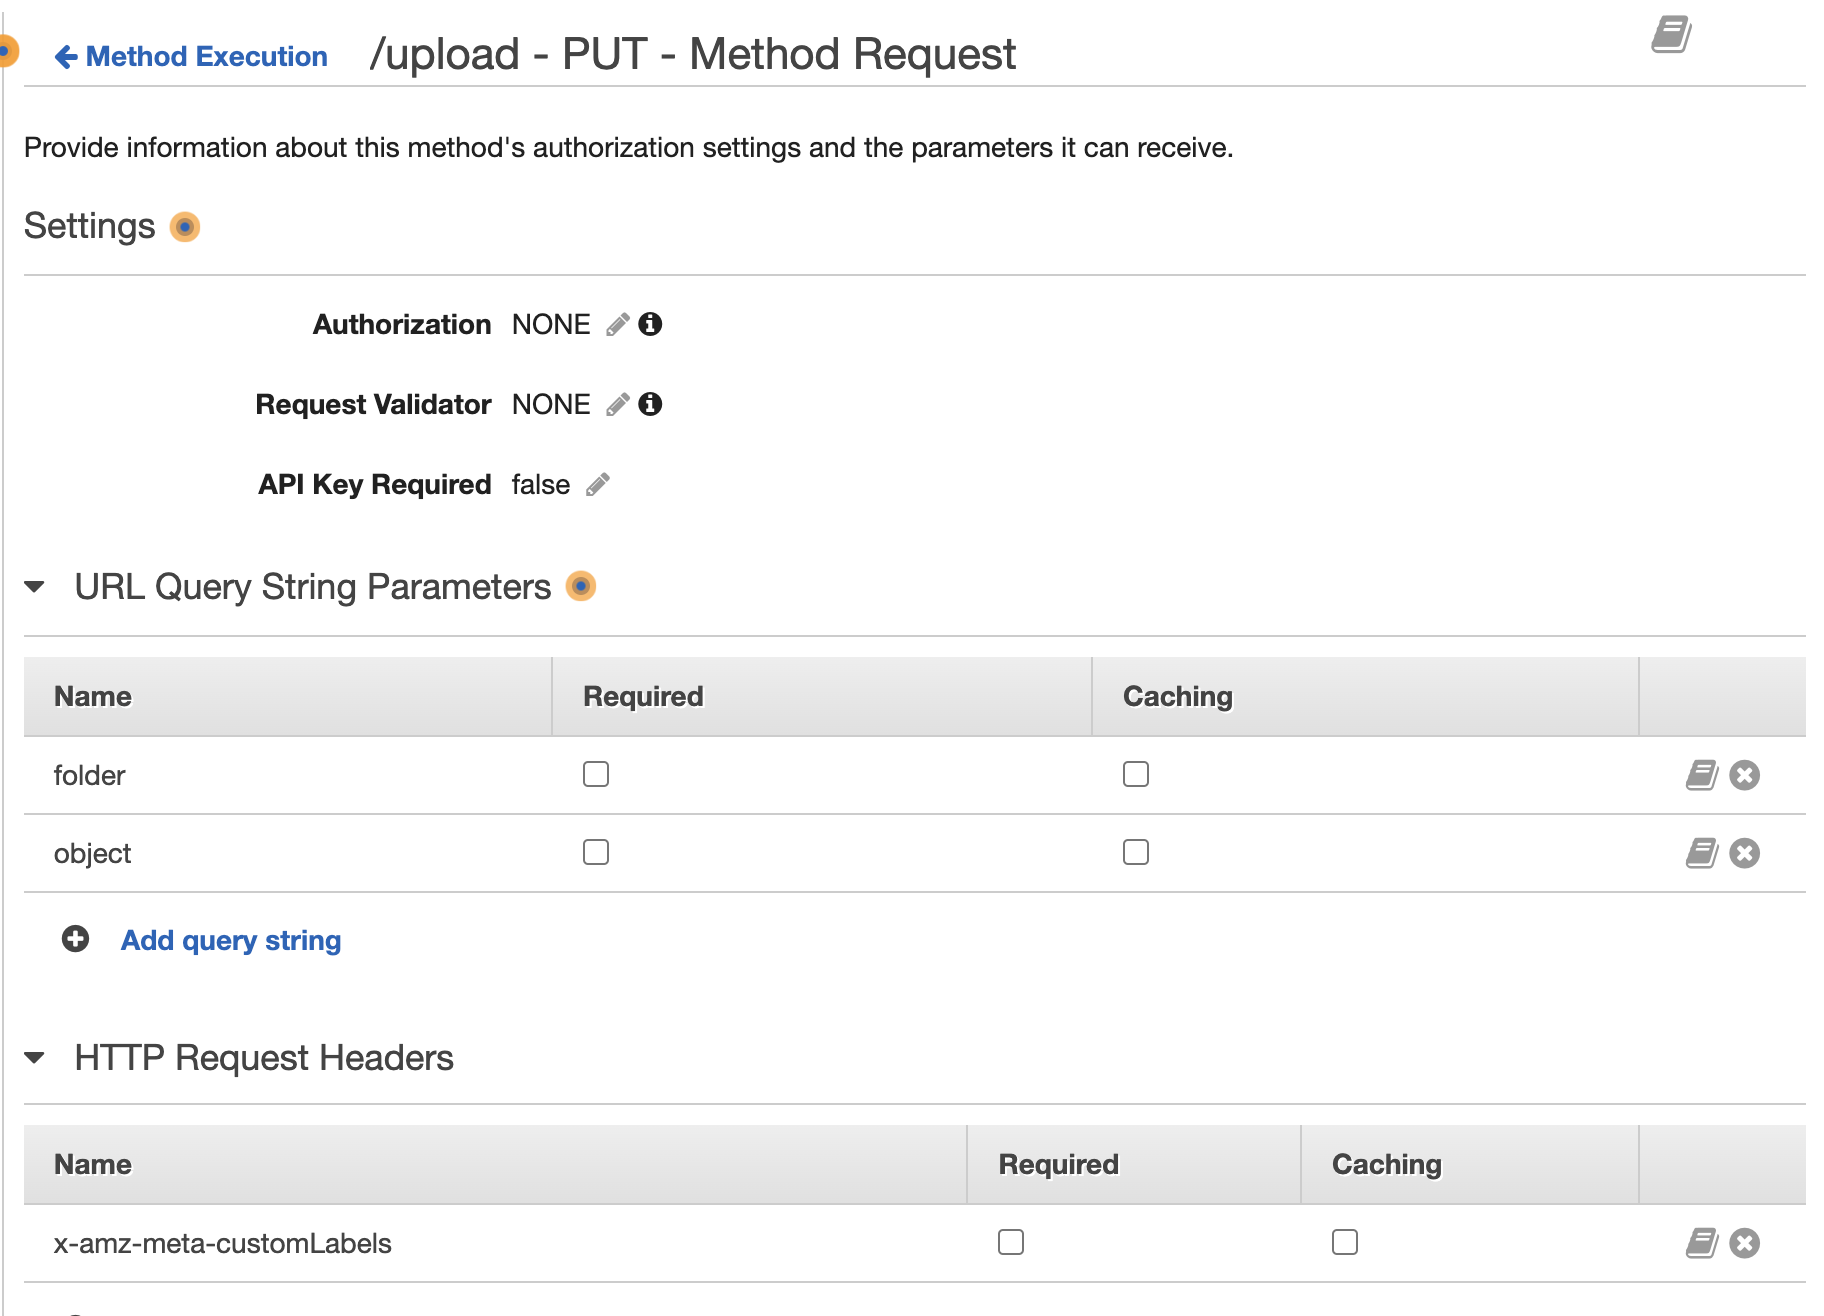 Method Execution /upload - PUT - Method Request
Provide information about this method's authorization settings and the parameters it can receive.
Settings
Authorization NONE
Request Validator NONE
API Key Required false
URL Query String Parameters
Name Required Caching
folder
object
Add query string
HTTP Request Headers
Name Required Caching
x-amz-meta-customLabels